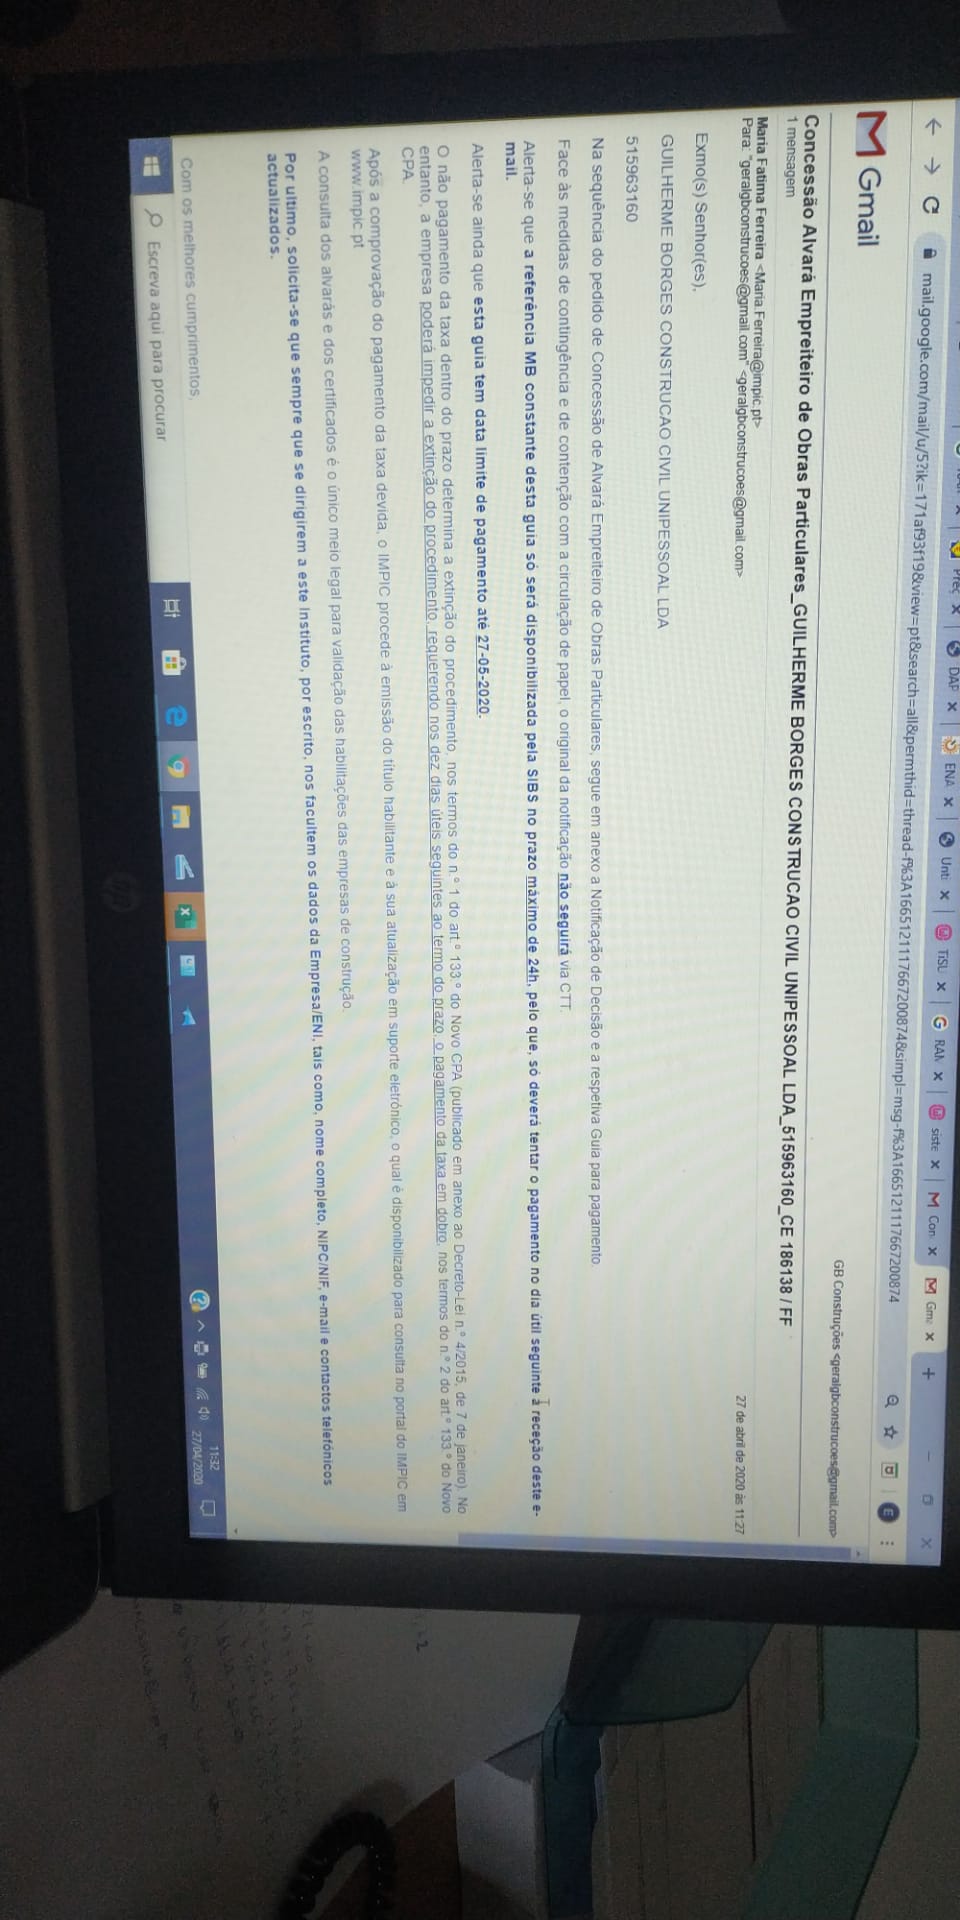 Preç
DAP
ENA
Unti
TiSU
RAN
siste
Con
Gma
mail.google.com/mail/u/5?ik=171af93f19&view=pt&search=all&permthid=thread-f%3A1665121117667200874&simpl=msg-f%3A1665121117667200874
E
Gmail
GB Construções <geralgbconstrucoes@gmail.com>
Concessão Alvará Empreiteiro de Obras Particulares_GUILHERME BORGES CONSTRUCAO CIVIL UNIPESSOAL LDA_515963160_CE 186138 / FF
1 mensagem
Maria Fatima Ferreira <Maria.Ferreira@impic.pt>
Para: "geralgbconstrucoes@gmail.com" <geralgbconstrucoes@gmail.com>
27 de abril de 2020 às 11:27
Exmo(s) Senhor(es),
GUILHERME BORGES CONSTRUCAO CIVIL UNIPESSOAL LDA
515963160
Na sequência do pedido de Concessão de Alvará Empreiteiro de Obras Particulares, segue em anexo a Notificação de Decisão e a respetiva Guia para pagamento.
Face às medidas de contingência e de contenção com a circulação de papel, o original da notificação não seguirá via CTT.
Alerta-se que a referência MB constante desta guia só será disponibilizada pela SIBS no prazo máximo de 24h, pelo que, só deverá tentar o pagamento no dia útil seguinte à receção deste e-
mail.
Alerta-se ainda que esta guia tem data limite de pagamento até 27-05-2020.
O não pagamento da taxa dentro do prazo determina a extinção do procedimento, nos termos do n.º 1 do art.º 133.º do Novo CPA (publicado em anexo ao Decreto-Lei n.º 4/2015, de 7 de janeiro). No
entanto, a empresa poderá impedir a extinção do procedimento, requerendo nos dez dias úteis seguintes ao termo do prazo, o pagamento da taxa em dobro, nos termos do n.º 2 do art.º 133.º do Novo
CPA.
Após a comprovação do pagamento da taxa devida, o IMPIC procede à emissão do título habilitante e à sua atualização em suporte eletrónico, o qual é disponibilizado para consulta no portal do IMPIC em
www.impic.pt
A consulta dos alvarás e dos certificados é o único meio legal para validação das habilitações das empresas de construção.
Por ultimo, solicita-se que sempre que se dirigirem a este Instituto, por escrito, nos facultem os dados da Empresa/ENI, tais como, nome completo, NIPC/NIF, e-mail e contactos telefónicos
actualizados.
Com os melhores cumprimentos,
Escreva aqui para procurar
11:32
27/04/2020
hp